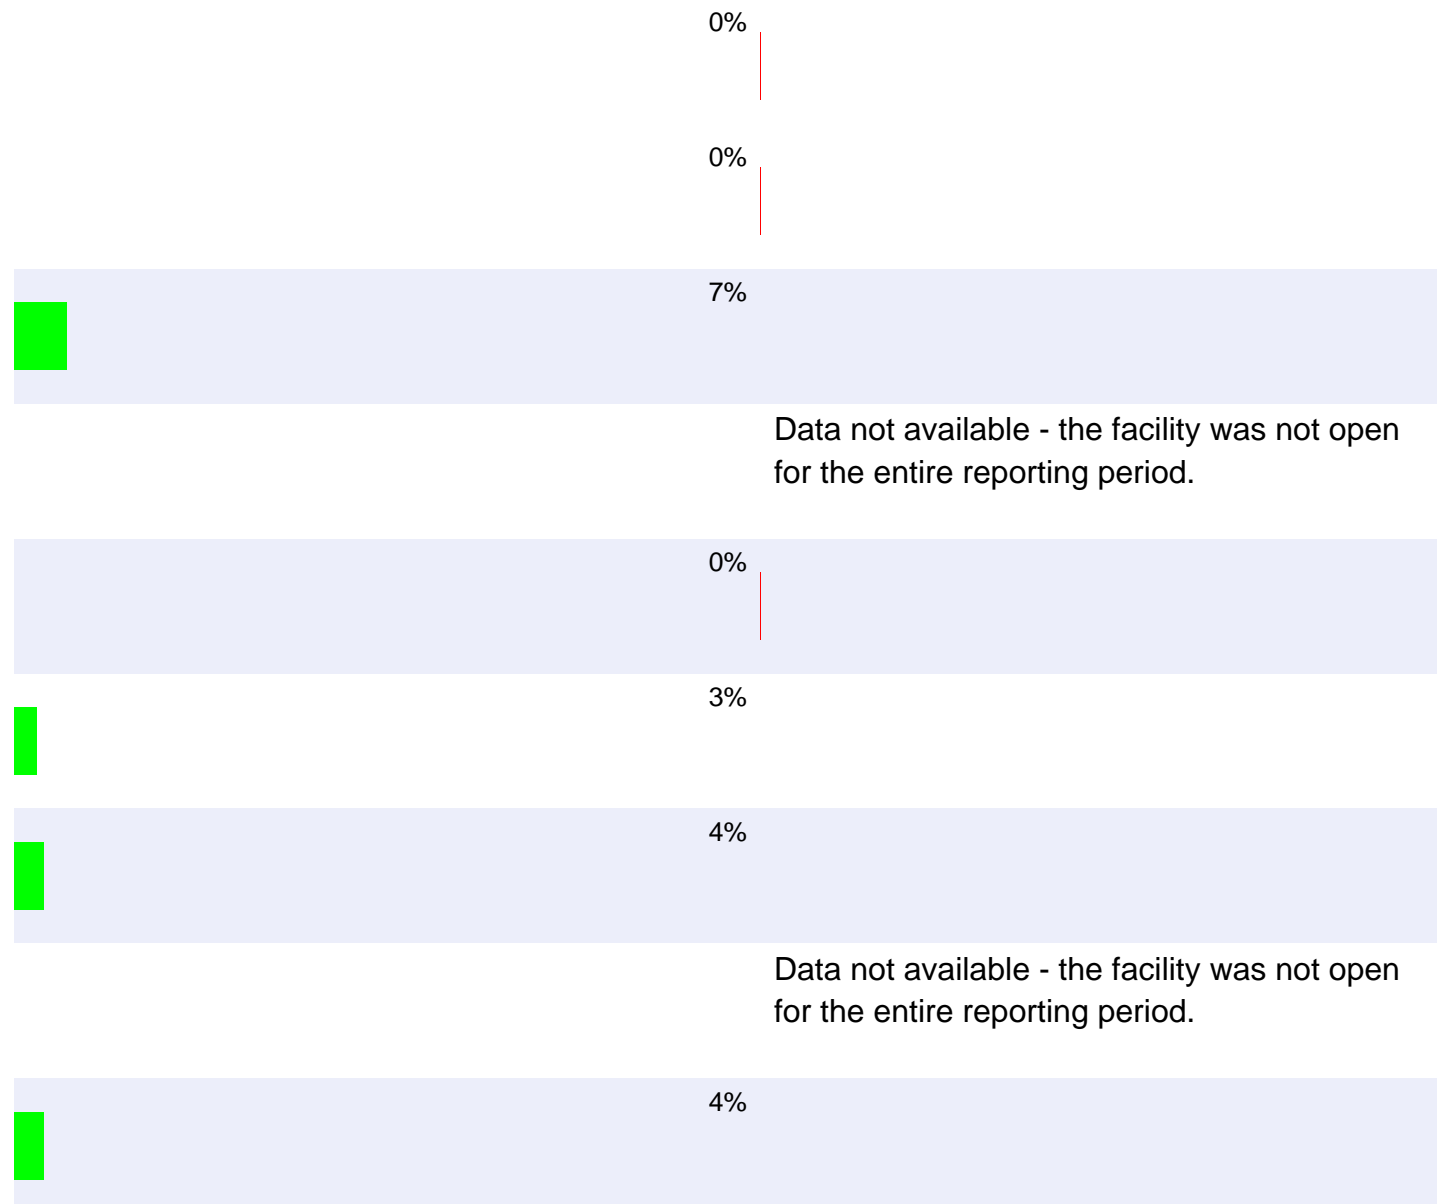 0%
0%
7%
Data not available - the facility was not open
for the entire reporting period.
0%
3%
4%
Data not available - the facility was not open
for the entire reporting period.
4%